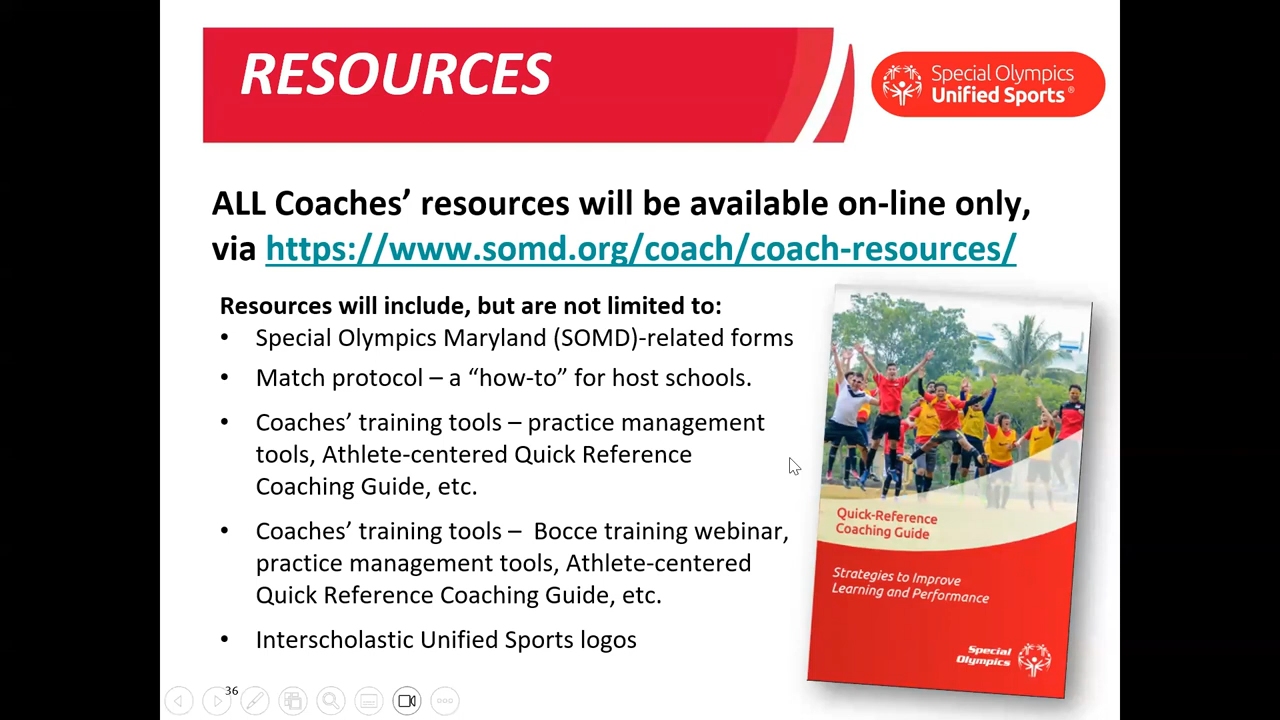 RESOURCES
Special Olympics
Unified Sports®
ALL Coaches’ resources will be available on-line only,
via https://www.somd.org/coach/coach-resources/
Resources will include, but are not limited to:
• Special Olympics Maryland (SOMD)-related forms
• Match protocol – a “how-to” for host schools.
• Coaches’ training tools – practice management
tools, Athlete-centered Quick Reference
Coaching Guide, etc.
• Coaches’ training tools – Bocce training webinar,
practice management tools, Athlete-centered
Quick Reference Coaching Guide, etc.
• Interscholastic Unified Sports logos
Quick-Reference
Coaching Guide
Strategies to Improve
Learning and Performance
Special
Olympics
36